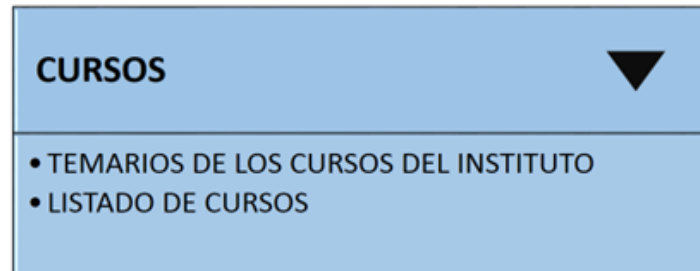 CURSOS
• TEMARIOS DE LOS CURSOS DEL INSTITUTO
• LISTADO DE CURSOS